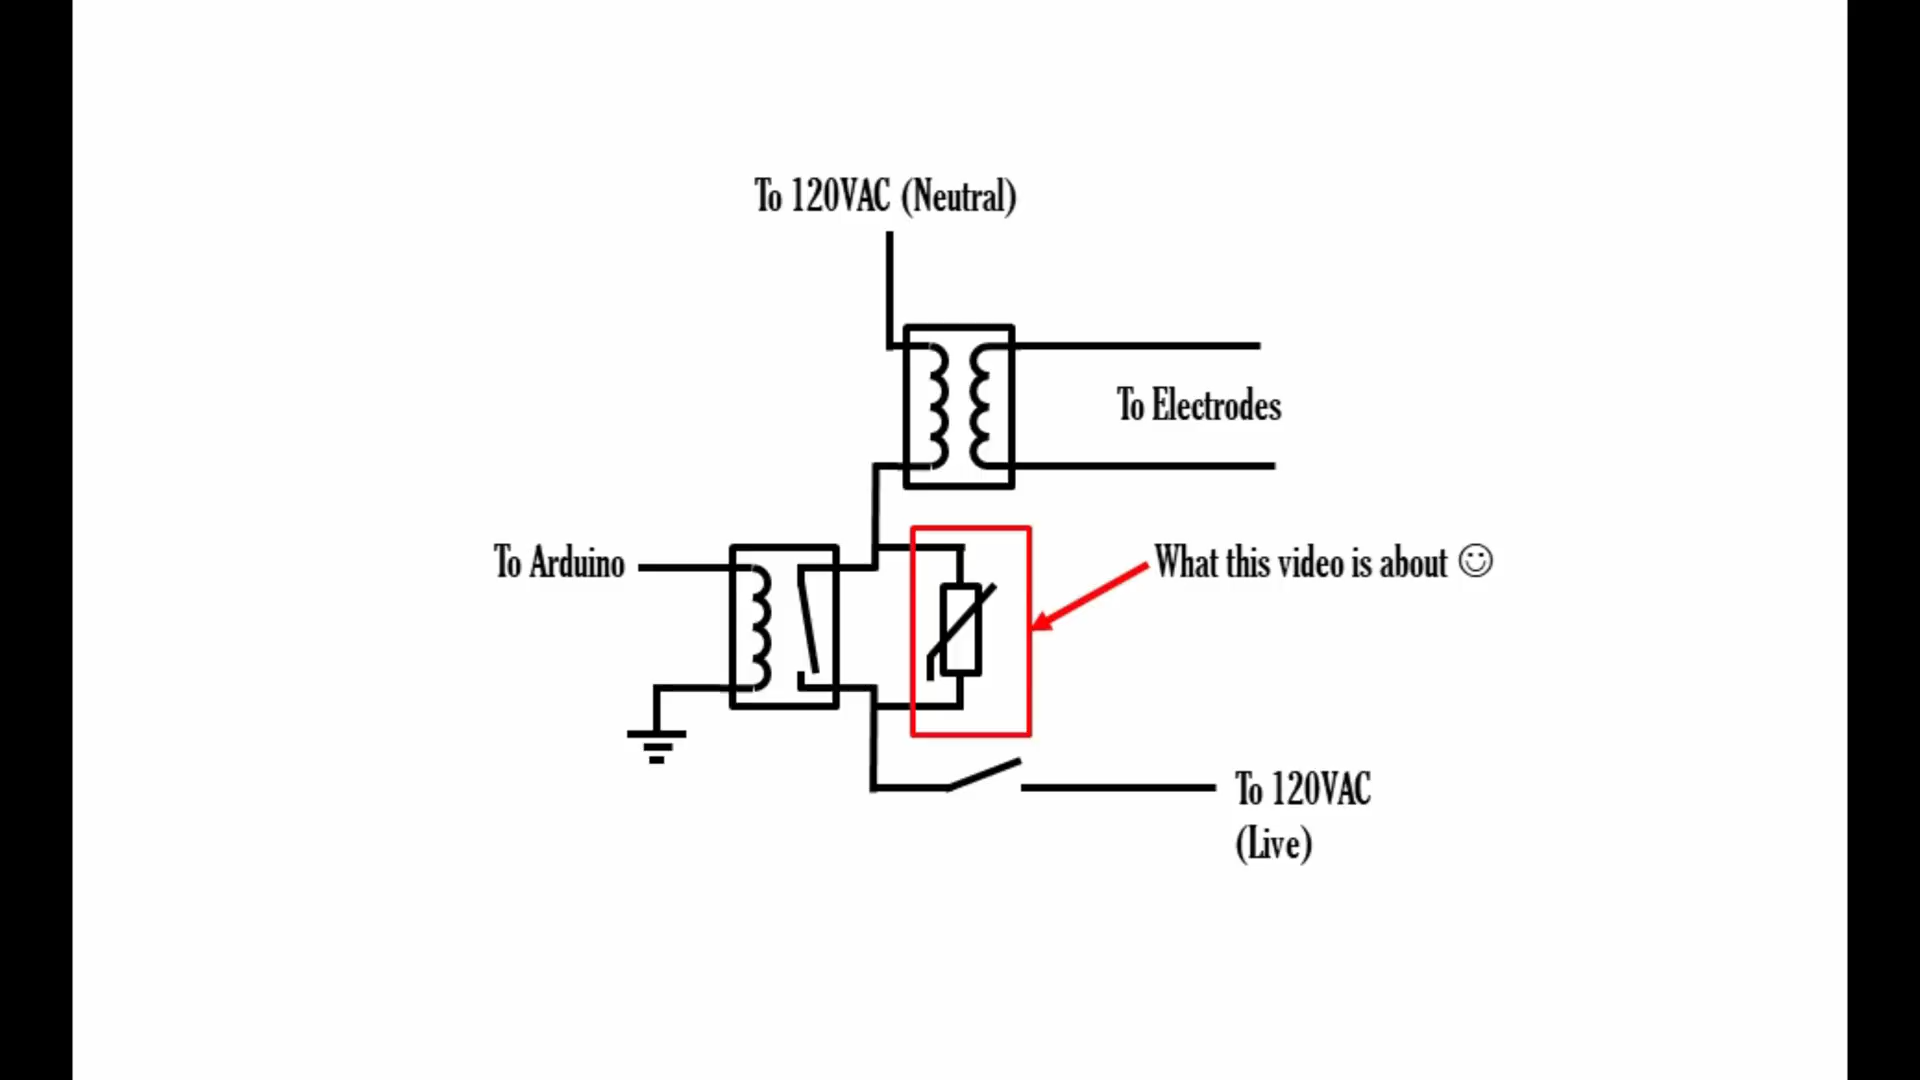 To 120VAC (Neutral)
To Electrodes
To Arduino
What this video is about ☺
To 120VAC
(Live)